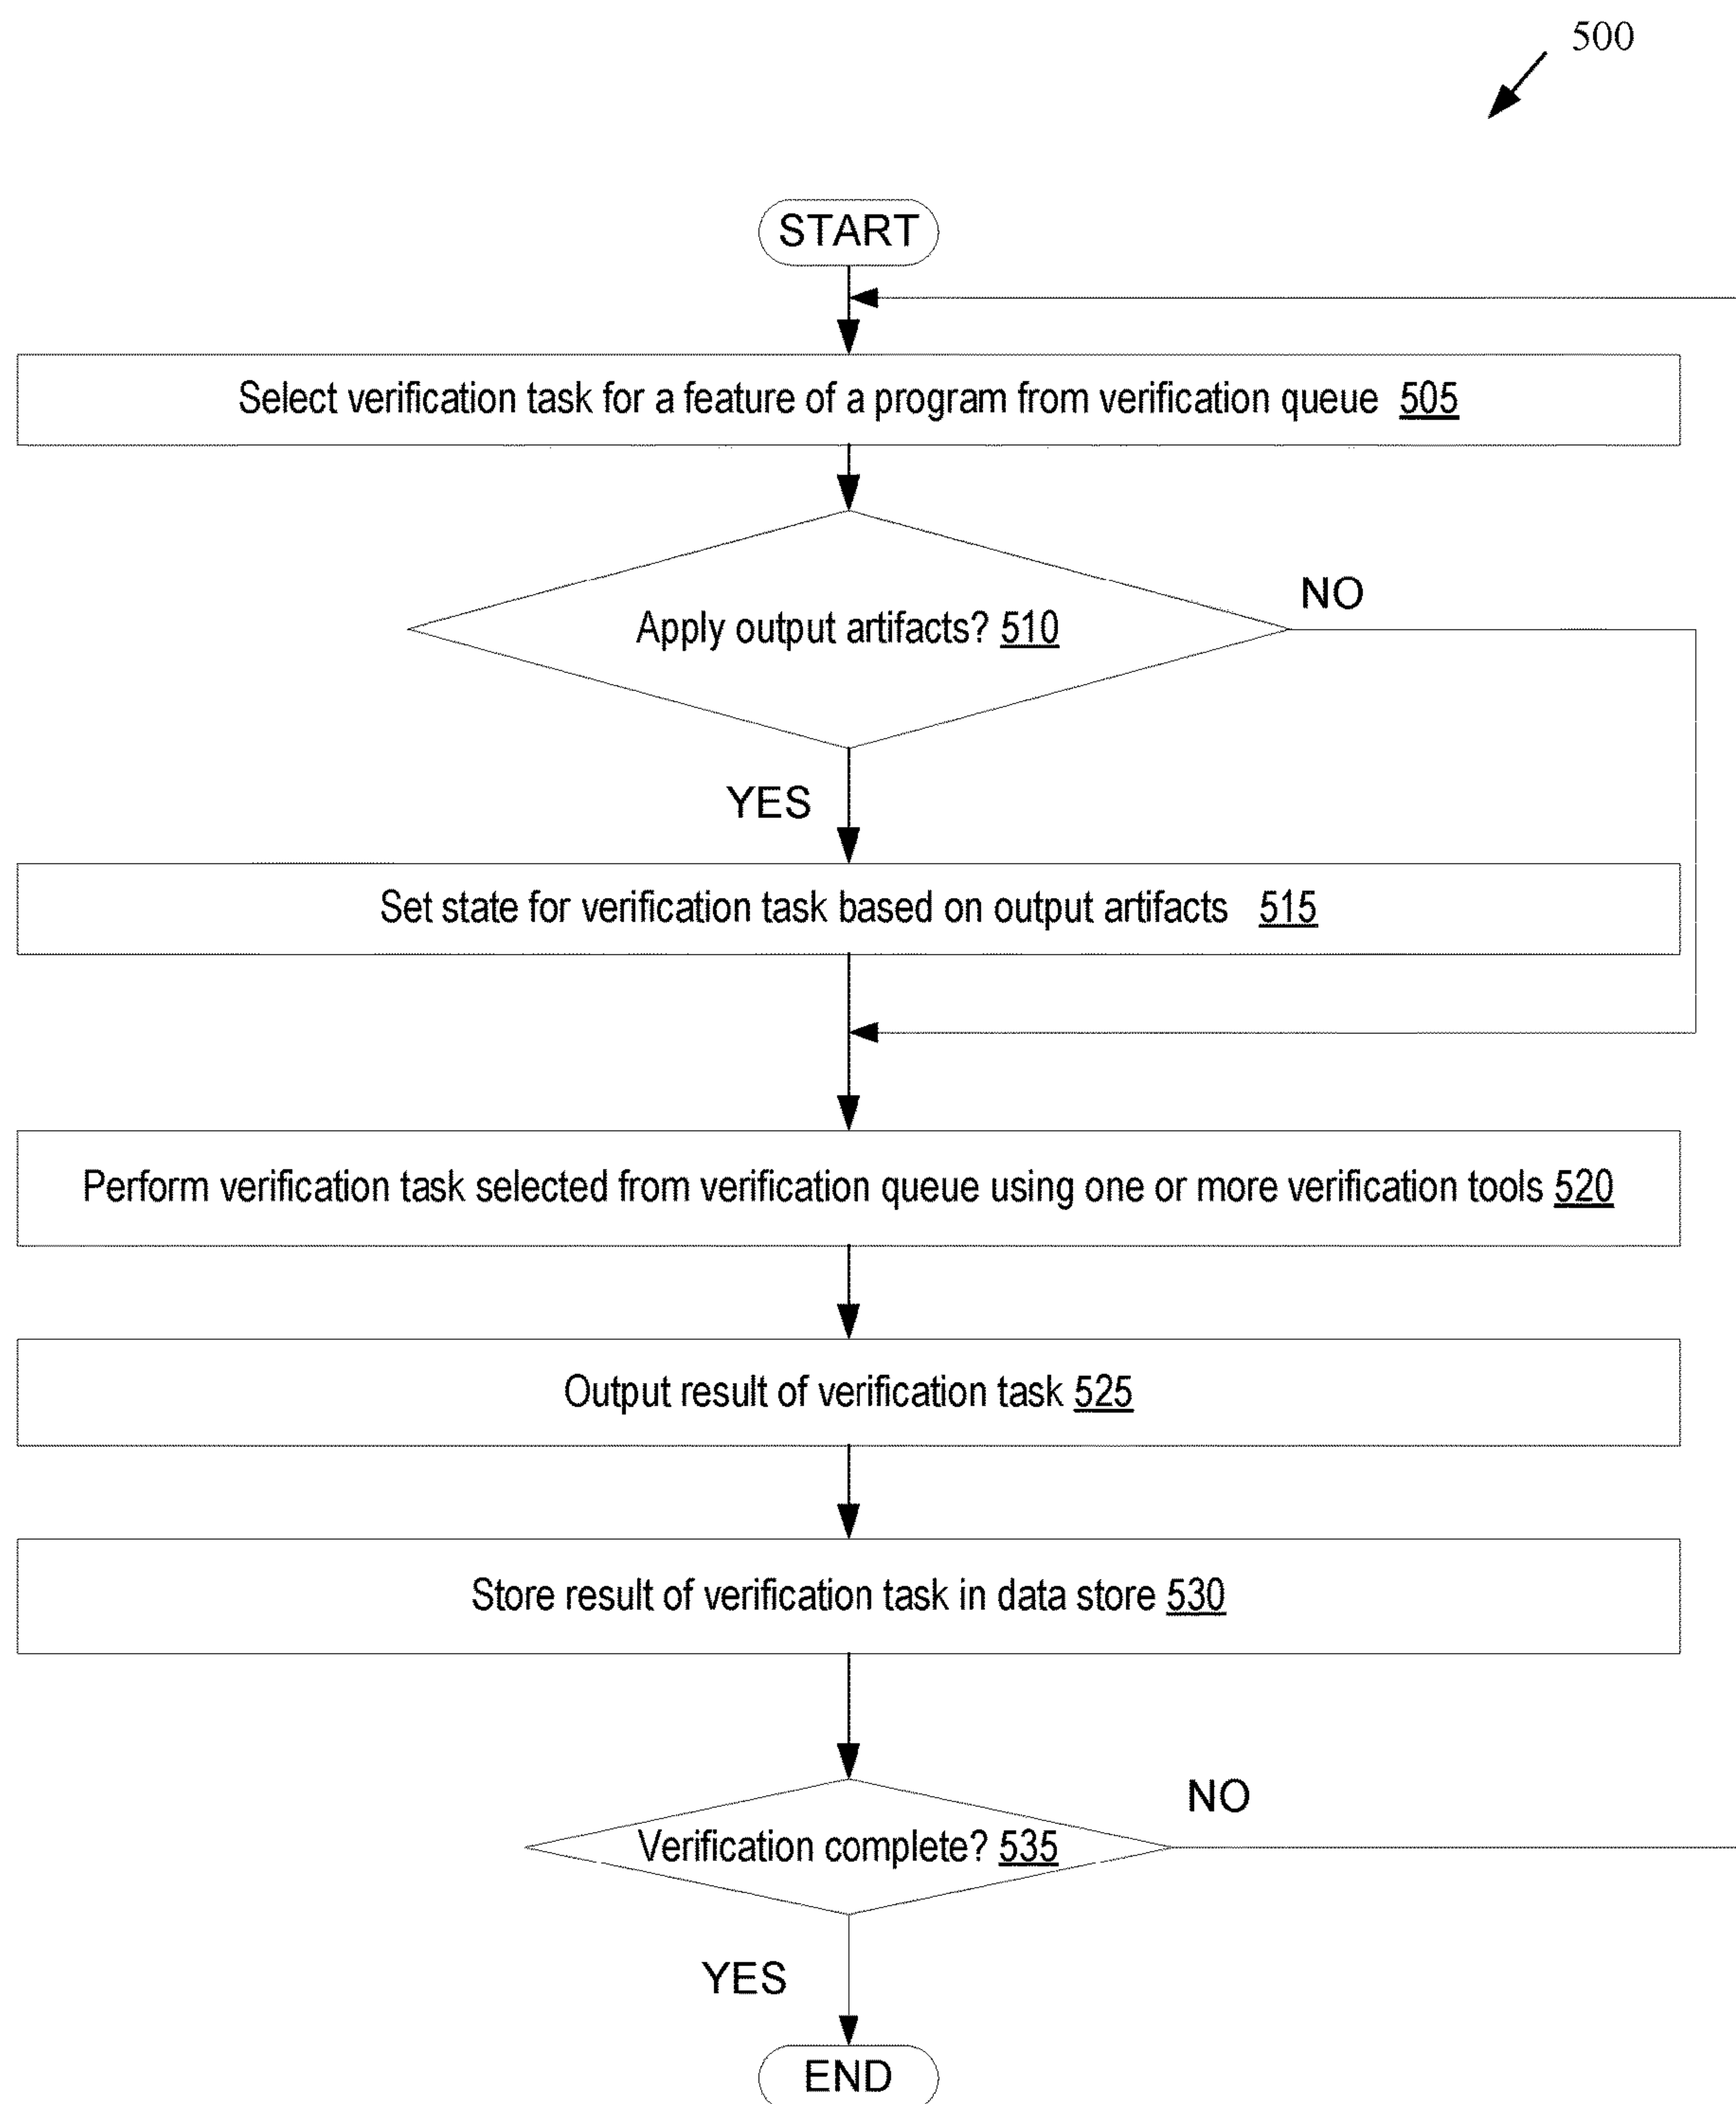 500
START
Select verification task for a feature of a program from verification queue 505
NO
Apply output artifacts? 510
YES
Set state for verification task based on output artifacts 515
Perform verification task selected from verification queue using one or more verification tools 520
Output result of verification task 525
Store result of verification task in data store 530
NO
Verification complete? 535
YES
END